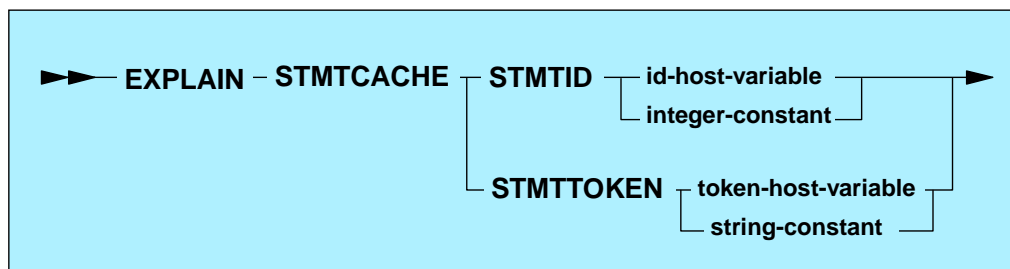 EXPLAIN STMTCACHE STMTID id-host-variable
integer-constant
STMTTOKEN token-host-variable
string-constant